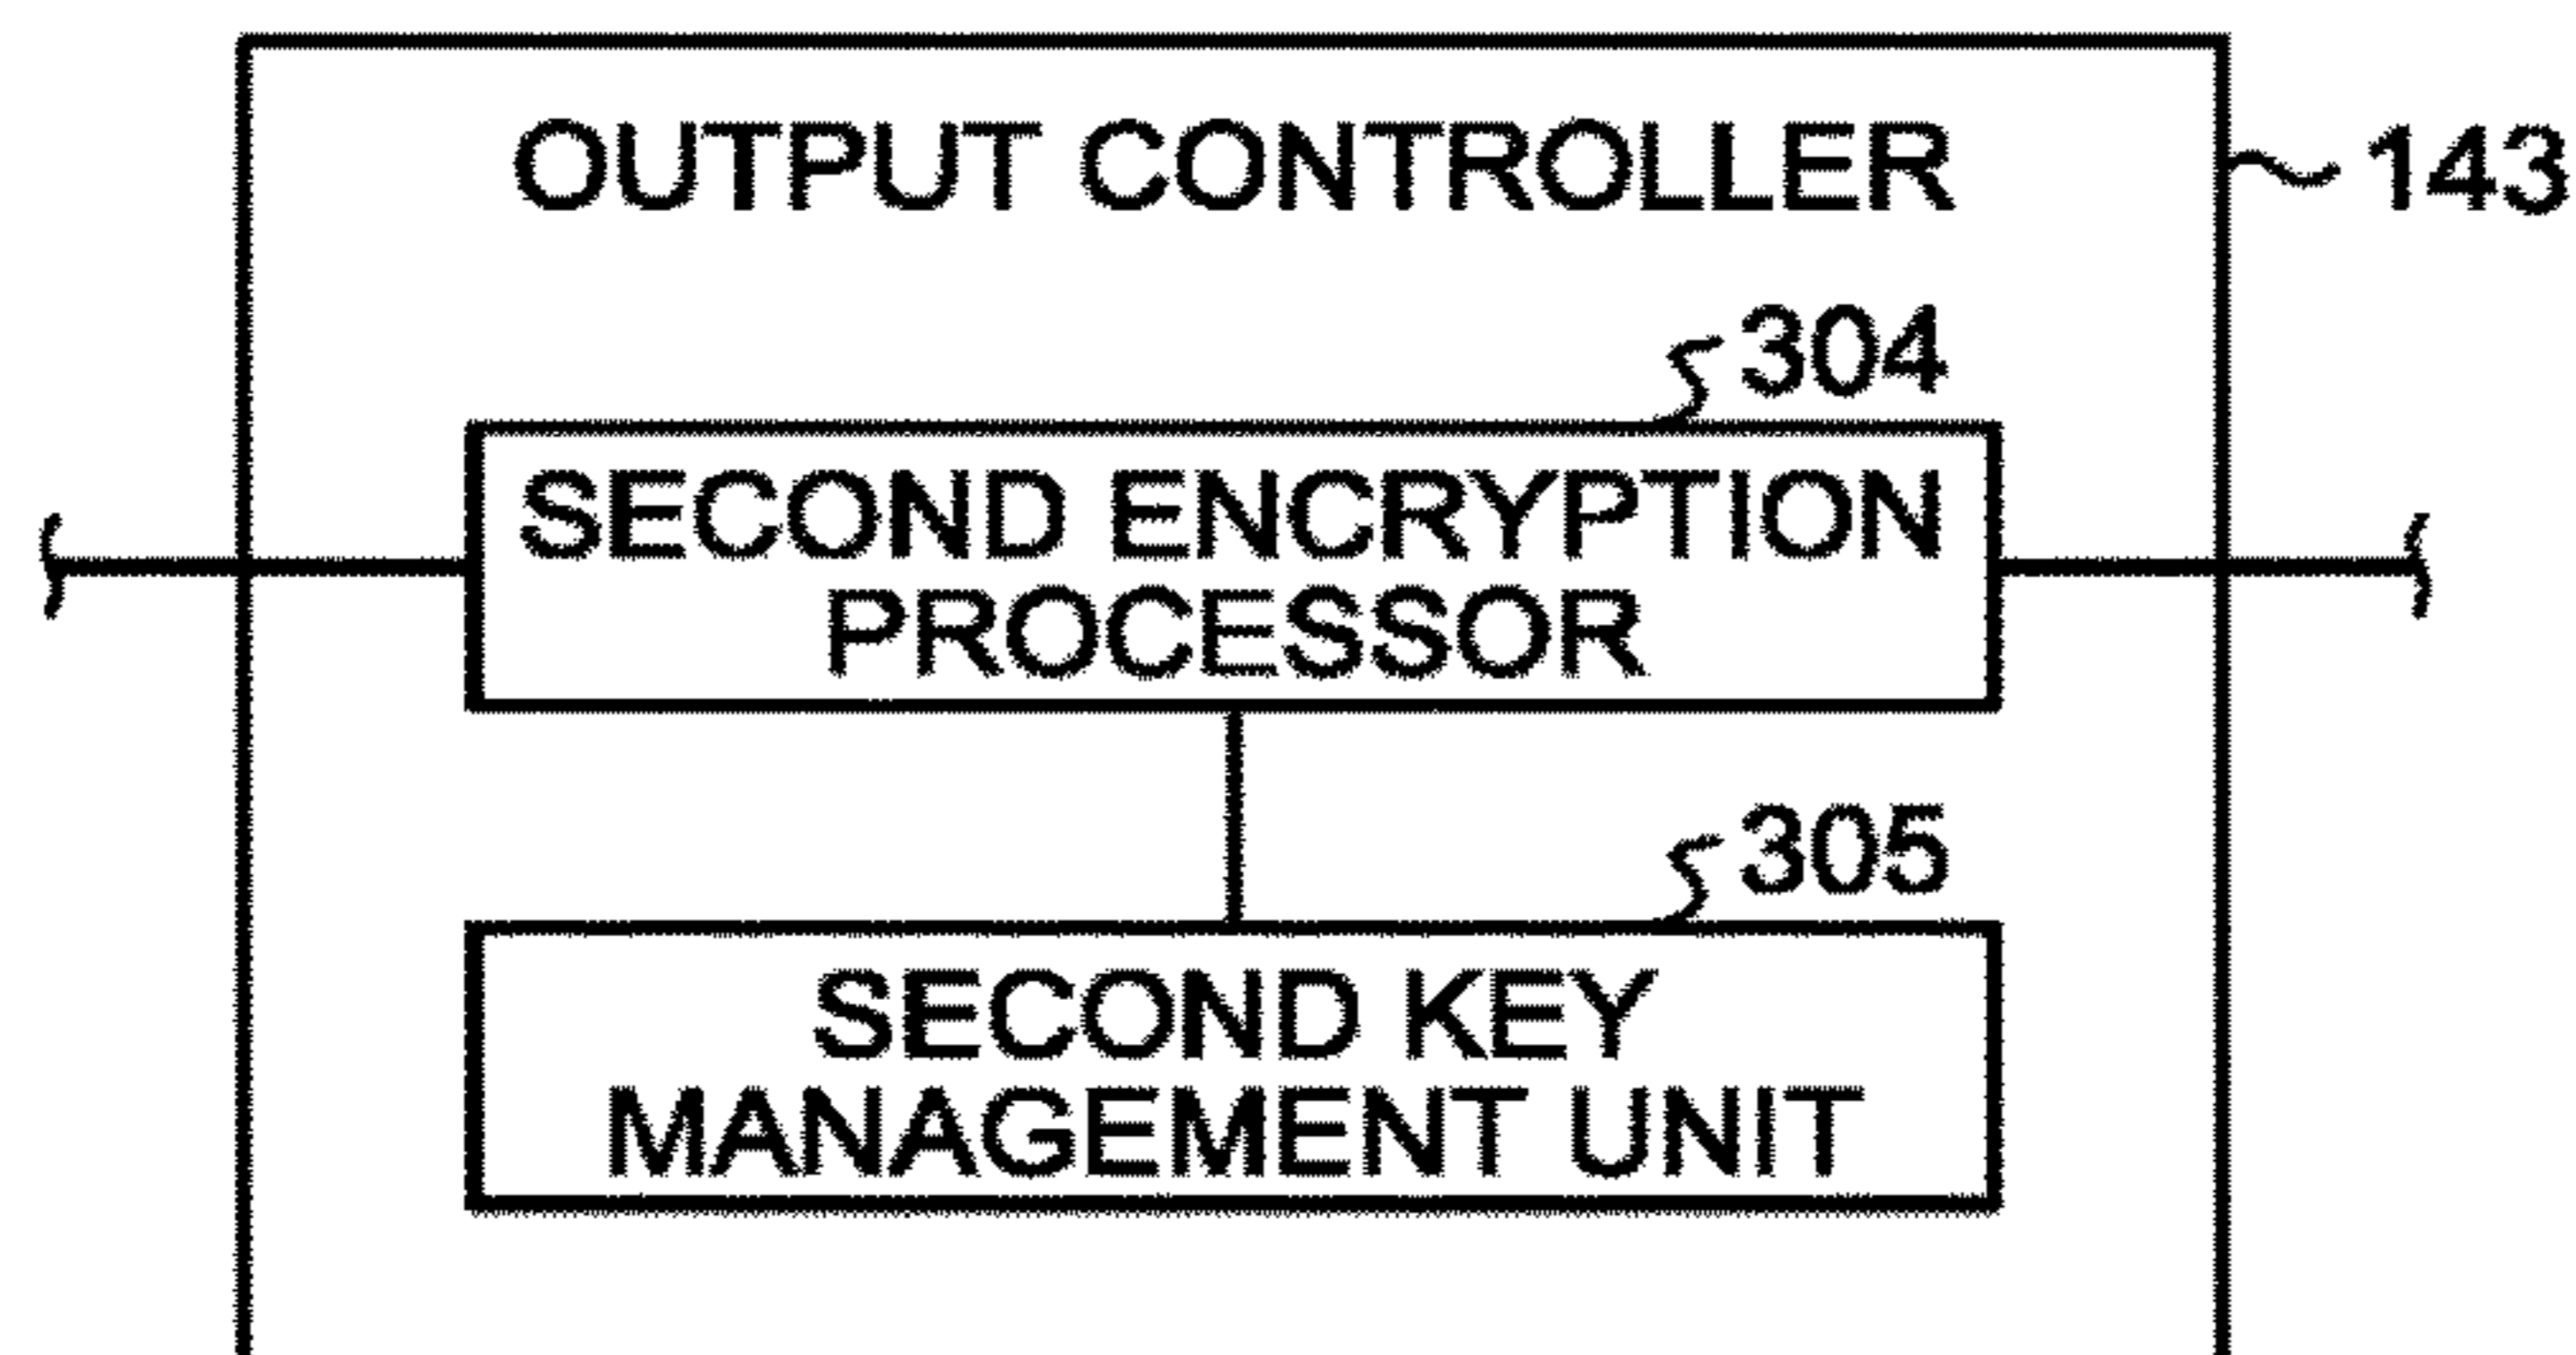 OUTPUT CONTROLLER
143
304
SECOND ENCRYPTION
PROCESSOR
305
SECOND KEY
MANAGEMENT UNIT